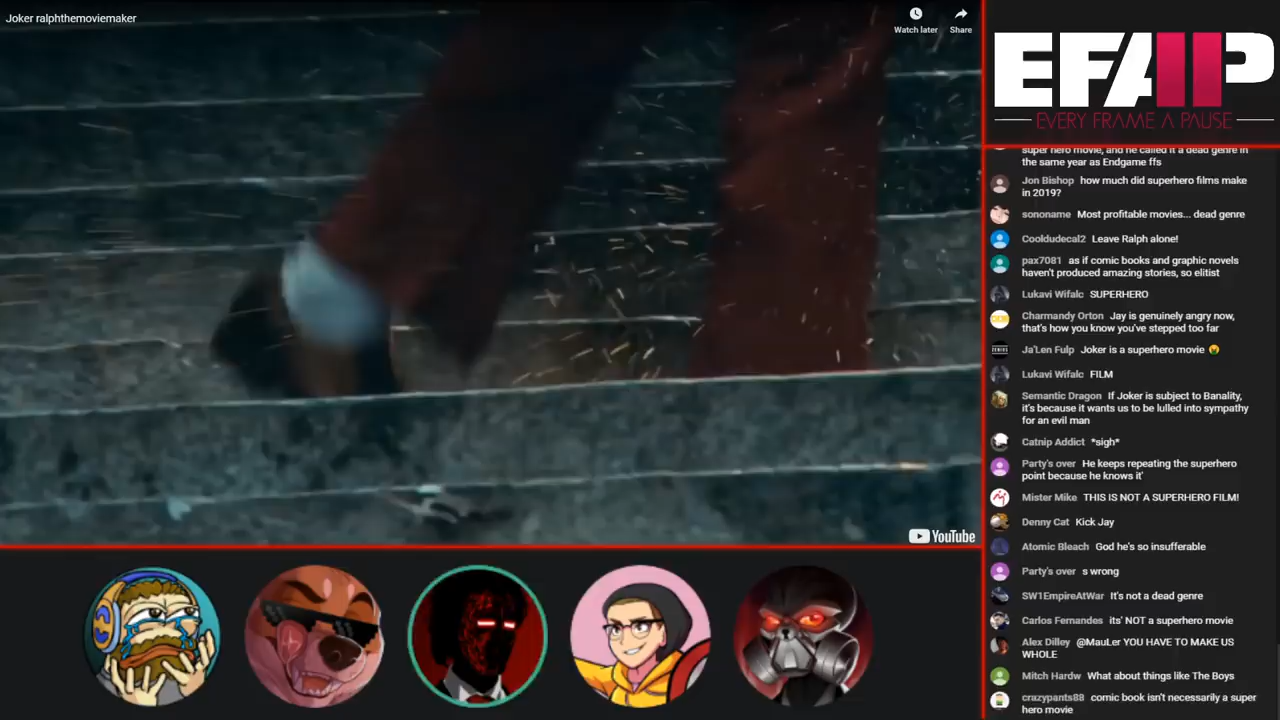 Joker ralphthemoviemaker
Watch later
Share
YouTube
EFAP
EVERY FRAME A PAUSE
super hero movie, and he called it a dead genre in
the same year as Endgame ffs
Jon Bishop how much did superhero films make
in 2019?
sononame Most profitable movies... dead genre
Cooldudecal2 Leave Ralph alone!
pax7081 as if comic books and graphic novels
haven't produced amazing stories, so elitist
Lukavi Wifalc SUPERHERO
Charmandy Orton Jay is genuinely angry now,
that's how you know you've stepped too far
Ja'Len Fulp Joker is a superhero movie 🤑
Lukavi Wifalc FILM
Semantic Dragon If Joker is subject to Banality,
it's because it wants us to be lulled into sympathy
for an evil man
Catnip Addict *sigh*
Party's over He keeps repeating the superhero
point because he knows it'
Mister Mike THIS IS NOT A SUPERHERO FILM!
Denny Cat Kick Jay
Atomic Bleach God he's so insufferable
Party's over s wrong
SW1EmpireAtWar It's not a dead genre
Carlos Fernandes its' NOT a superhero movie
Alex Dilley @MauLer YOU HAVE TO MAKE US
WHOLE
Mitch Hardw What about things like The Boys
crazypants88 comic book isn't necessarily a super
hero movie